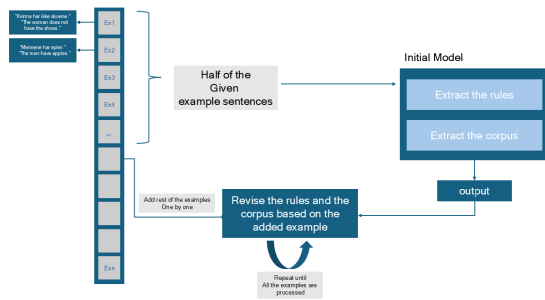 "Kvinna har ikke skoene."
"The woman does not
have the shoes."
"Mennene har epler."
"The men have apples."
Ex1
Ex2
Ex3
Ex4
...
Exn
Half of the
Given
example sentences
Initial Model
Extract the rules
Extract the corpus
output
Add rest of the examples
One by one
Revise the rules and the
corpus based on the
added example
Repeat until
All the examples are
processed